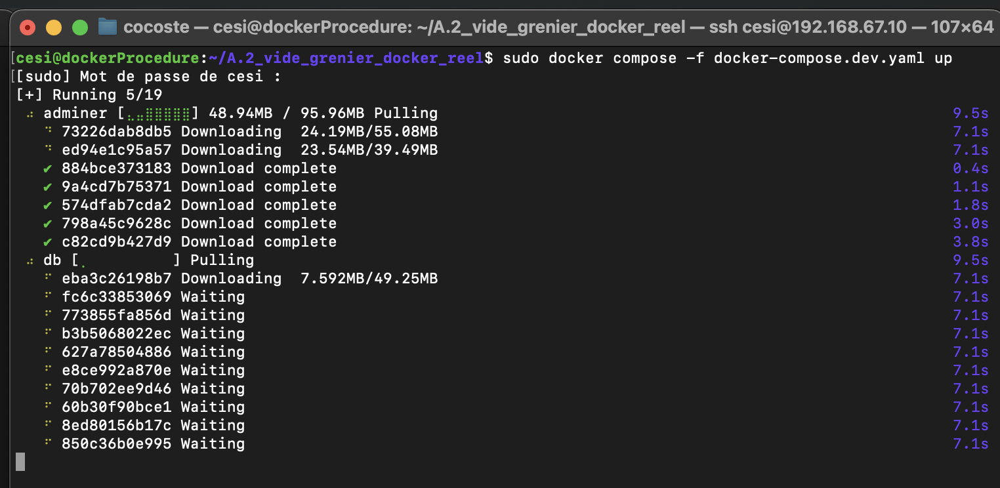 cocoste — cesi@dockerProcedure: ~/A.2_vide_grenier_docker_reel — ssh cesi@192.168.67.10 — 107×64
[cesi@dockerProcedure:~/A.2_vide_grenier_docker_reel$ sudo docker compose -f docker-compose.dev.yaml up
[[sudo] Mot de passe de cesi :
[+] Running 5/19
⠴ adminer [⣄⣤⣿⣿⣿⣿⣿] 48.94MB / 95.96MB Pulling 9.5s
⠙ 73226dab8db5 Downloading 24.19MB/55.08MB 7.1s
⠙ ed94e1c95a57 Downloading 23.54MB/39.49MB 7.1s
✔ 884bce373183 Download complete 0.4s
✔ 9a4cd7b75371 Download complete 1.1s
✔ 574dfab7cda2 Download complete 1.8s
✔ 798a45c9628c Download complete 3.0s
✔ c82cd9b427d9 Download complete 3.8s
⠴ db [⡀ ] Pulling 9.5s
⠋ eba3c26198b7 Downloading 7.592MB/49.25MB 7.1s
⠋ fc6c33853069 Waiting 7.1s
⠋ 773855fa856d Waiting 7.1s
⠋ b3b5068022ec Waiting 7.1s
⠋ 627a78504886 Waiting 7.1s
⠋ e8ce992a870e Waiting 7.1s
⠋ 70b702ee9d46 Waiting 7.1s
⠋ 60b30f90bce1 Waiting 7.1s
⠋ 8ed80156b17c Waiting 7.1s
⠋ 850c36b0e995 Waiting 7.1s